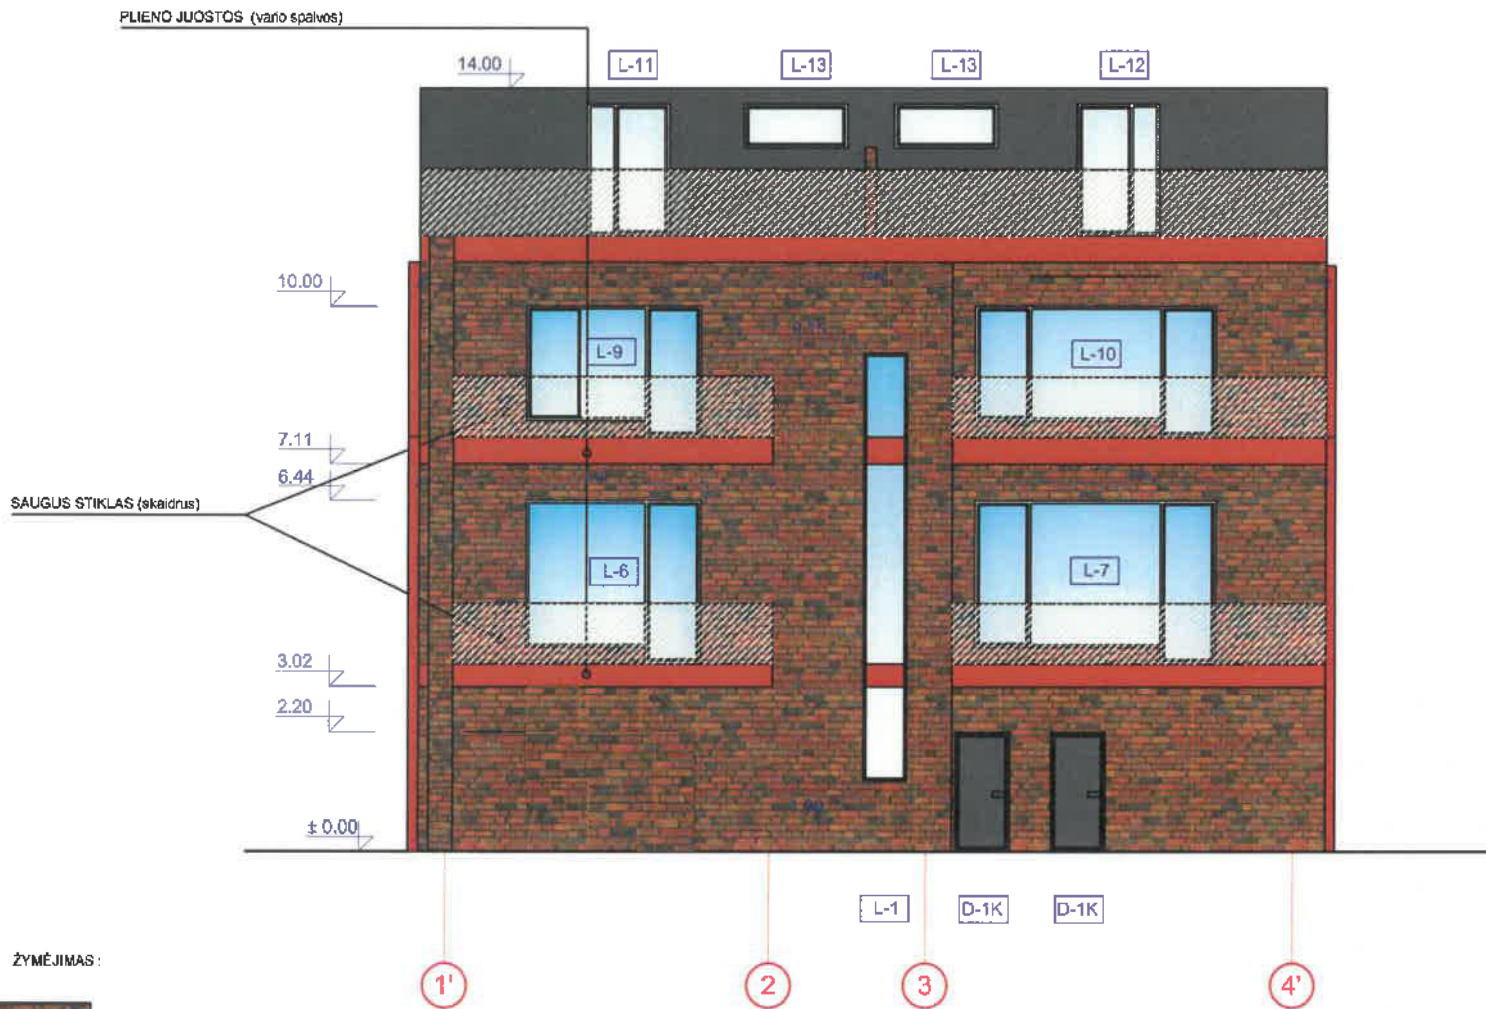 PLIENO JUOSTOS (vario spalvos)
14.00
L-11
L-13
L-13
L-12
10.00
L-9
L-10
7.11
6.44
SAUGUS STIKLAS (skaidrus)
L-6
L-7
3.02
2.20
± 0.00
L-1
D-1K
D-1K
ŽYMĖJIMAS :
1'
2
3
4'